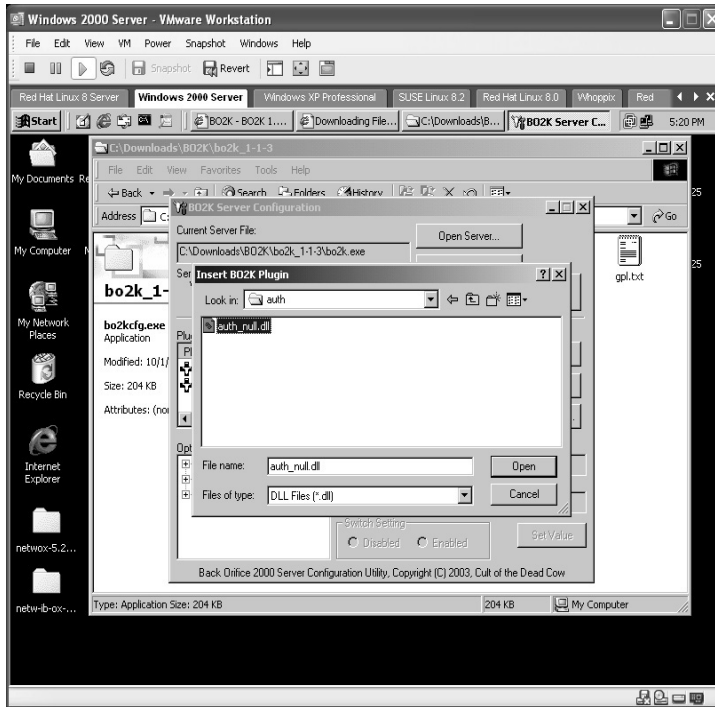 Windows 2000 Server - VMware Workstation
File Edit View VM Power Snapshot Windows Help
Snapshot Revert
Red Hat Linux 8 Server Windows 2000 Server Windows XP Professional SUSE Linux 8.2 Red Hat Linux 8.0 Whoppix Red
Start BO2K - BO2K 1.... Downloading File... C:\Downloads\B... BO2K Server C... 5:20 PM
C:\Downloads\BO2K\bo2k_1-1-3
My Documents Re
File Edit View Favorites Tools Help
Back Search Folders History
25
Address C:
Go
BO2K Server Configuration
Current Server File:
Open Server...
C:\Downloads\BO2K\bo2k_1-1-3\bo2k.exe
My Computer N
Ser
25
gpl.txt
Insert BO2K Plugin
Look in: auth
bo2k_1-
auth_null.dll
My Network
Places
bo2kcfg.exe
Application
Plu
Pl
Modified: 10/1/
Size: 204 KB
Recycle Bin
Attributes: (nor
Opt
Internet
Explorer
File name: auth_null.dll Open
Files of type: DLL Files (*.dll) Cancel
Switch Setting
Disabled Enabled
Set Value
netwox-5.2...
Back Orifice 2000 Server Configuration Utility, Copyright (C) 2003, Cult of the Dead Cow
netw-ib-ox-...
Type: Application Size: 204 KB 204 KB My Computer